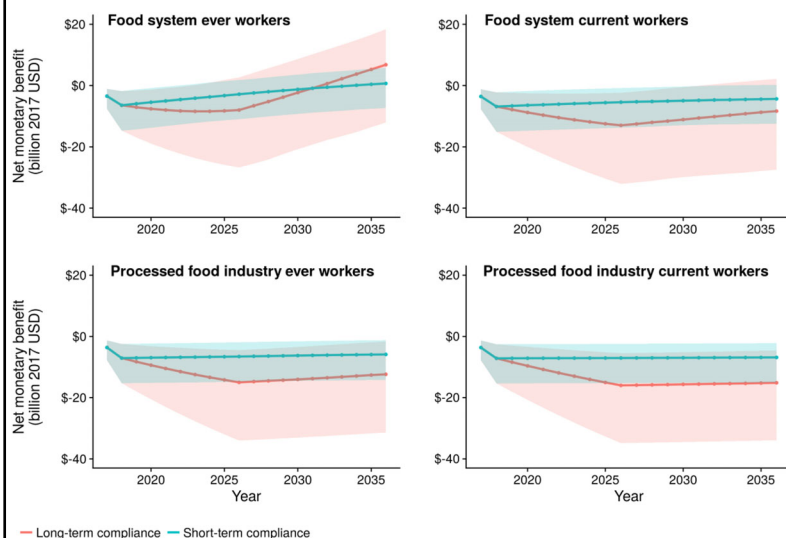 Food system ever workers
Food system current workers
Net monetary benefit
(billion 2017 USD)
$20
$0
$-20
$-40
2020 2025 2030 2035
$20
$0
$-20
$-40
2020 2025 2030 2035
Processed food industry ever workers
Processed food industry current workers
Net monetary benefit
(billion 2017 USD)
$20
$0
$-20
$-40
2020 2025 2030 2035
Year
$20
$0
$-20
$-40
2020 2025 2030 2035
Year
Long-term compliance Short-term compliance